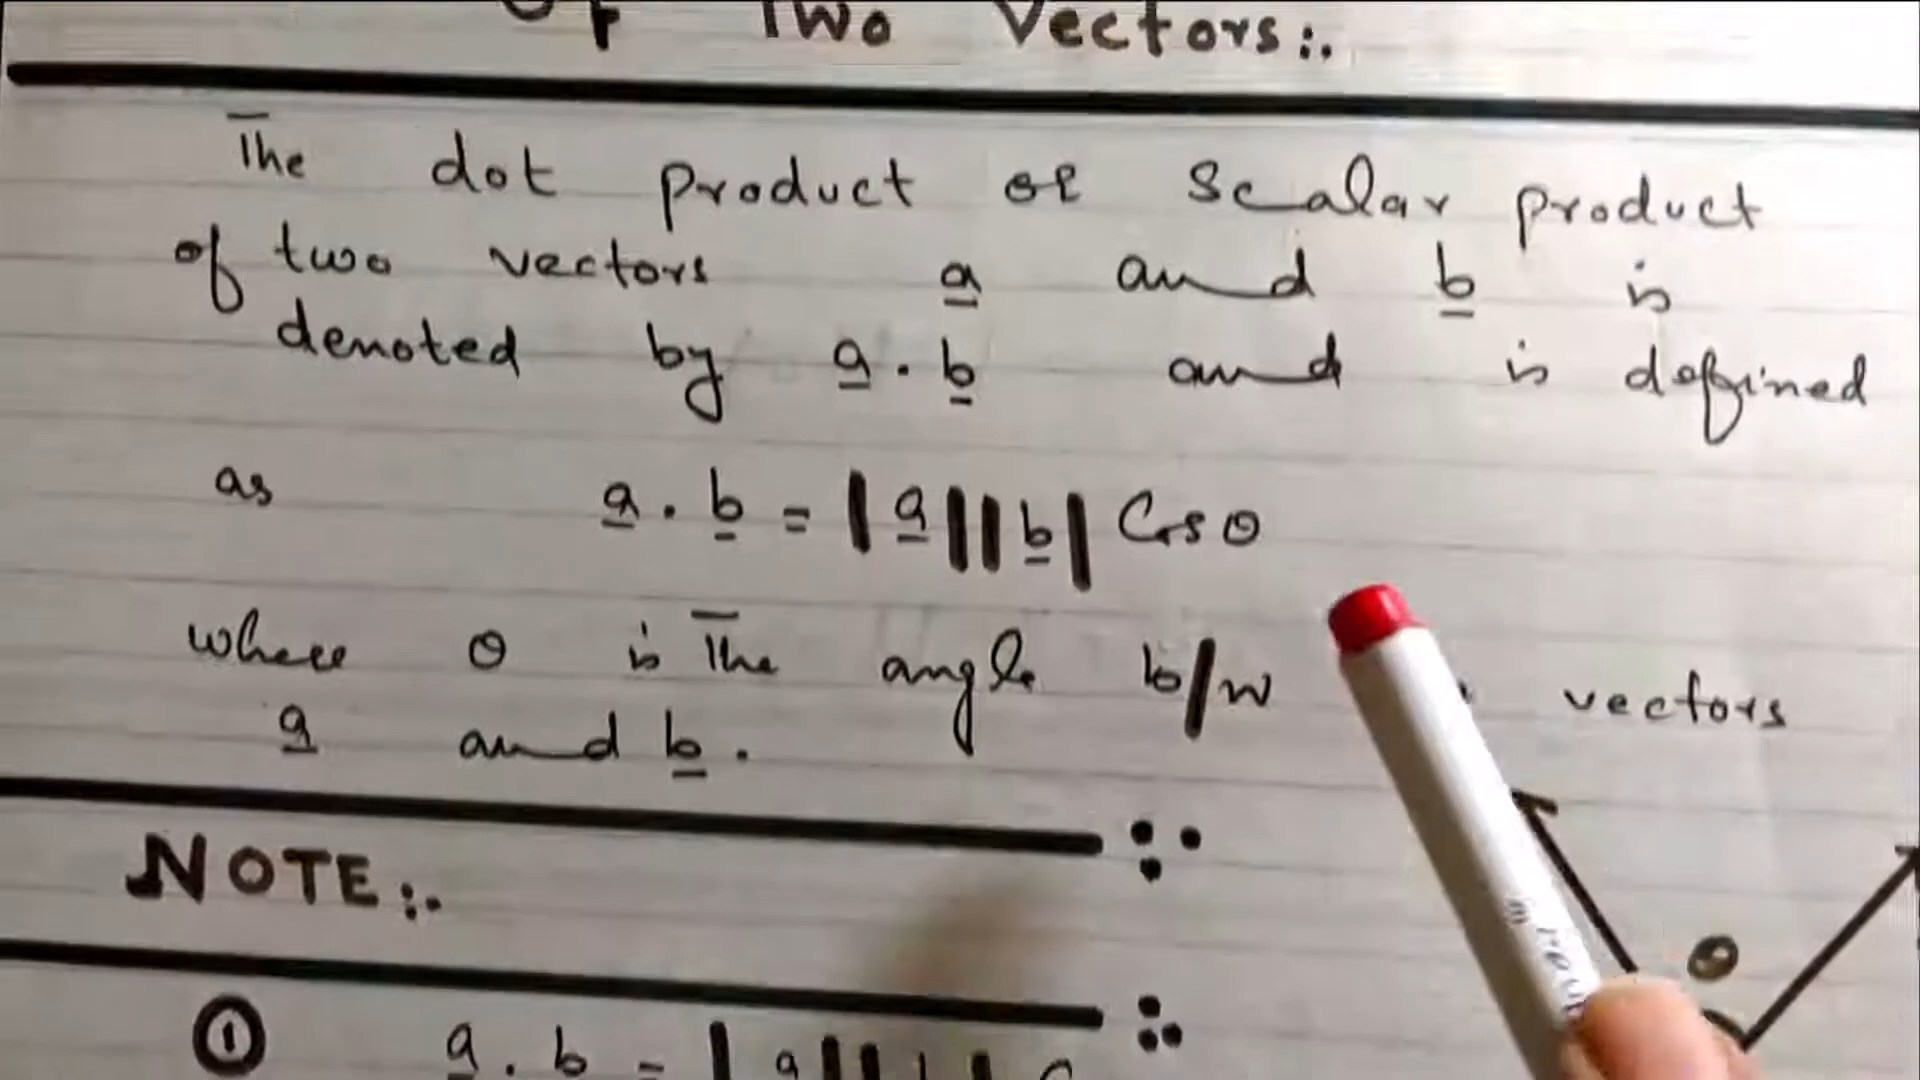 of Two Vectors:.
The dot product or Scalar product
of two vectors a and b is
denoted by a . b and is defined
as a . b = |a||b| Cos θ
where θ is The angle b/w vectors
a and b .
NOTE:.
① a . b = |a||b| C
θ